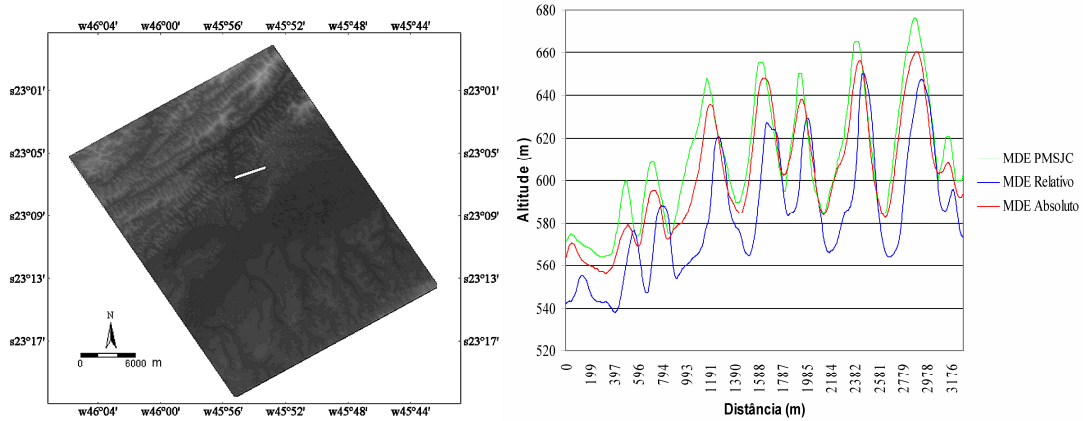 w46°04' w46°00' w45°56' w45°52' w45°48' w45°44'
s23°01' s23°01'
s23°05' s23°05'
s23°09' s23°09'
s23°13' s23°13'
s23°17' s23°17'
N
0 6000 m
w46°04' w46°00' w45°56' w45°52' w45°48' w45°44'
680
660
640
620
600
580
560
540
520
Altitude (m)
0 199 397 596 794 993 1191 1390 1588 1787 1985 2184 2382 2581 2779 2978 3176
Distância (m)
MDE PMSJC
MDE Relativo
MDE Absoluto